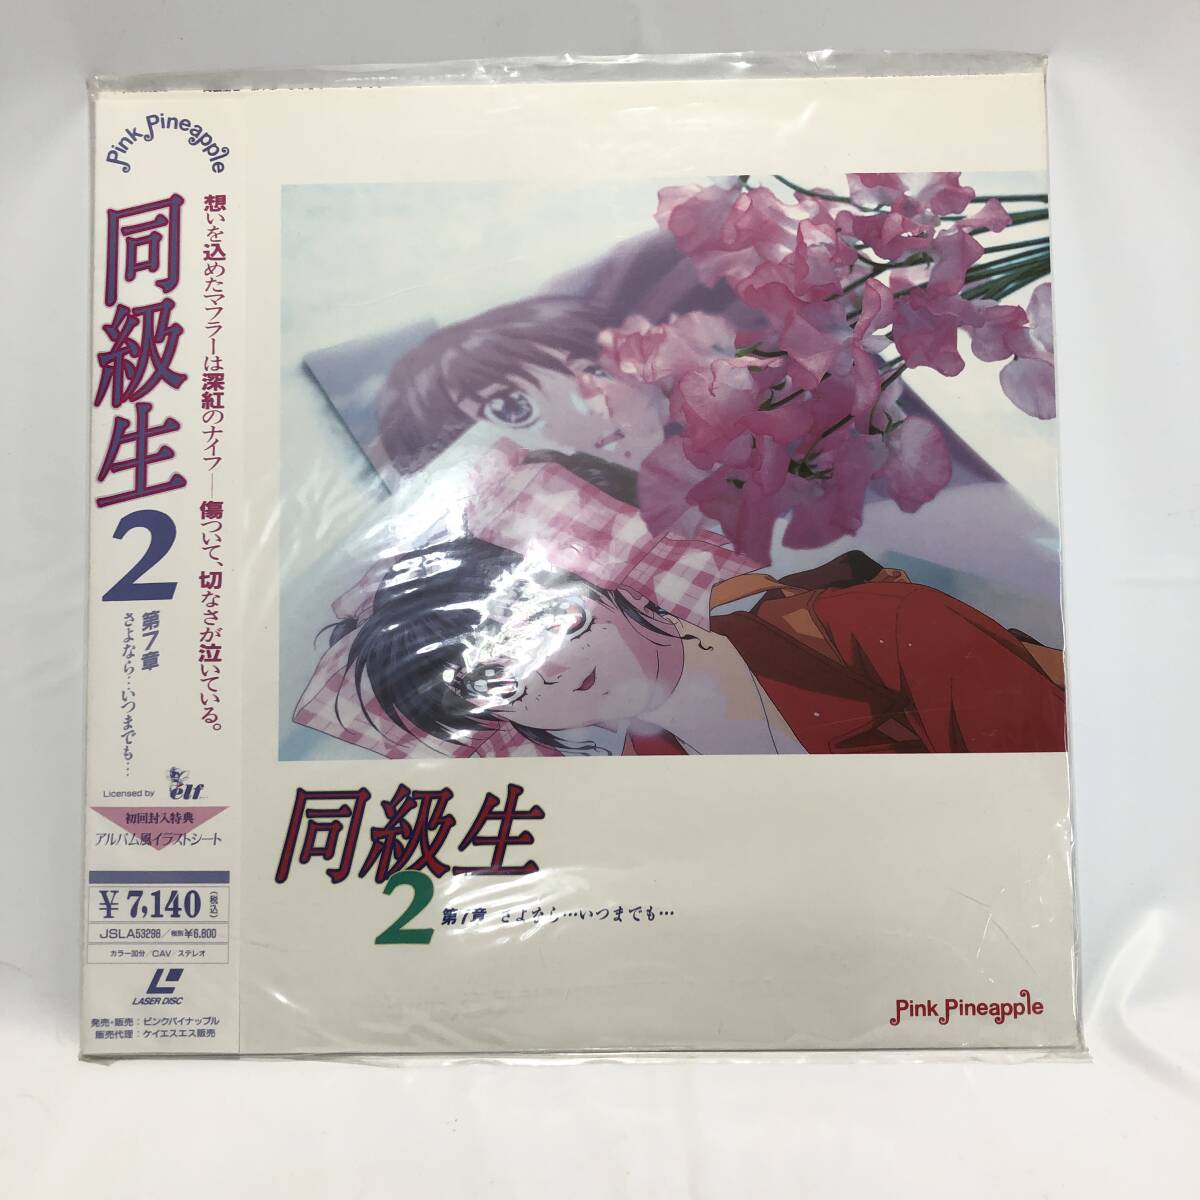 Pink Pineapple
想いを込めたマフラーは深紅のナイフ──傷ついて、切なさが泣いている。
同級生2
第7章
さよなら…いつまでも…
Licensed by elf
初回封入特典
アルバム風イラストシート
¥7,140(税込)
JSLA53298/税抜¥6,800
カラー30分/CAV/ステレオ
LASER DISC
発売・販売：ピンクパイナップル
販売代理：ケイエスエス販売
同級生
2 第7章 さよなら…いつまでも…
Pink Pineapple